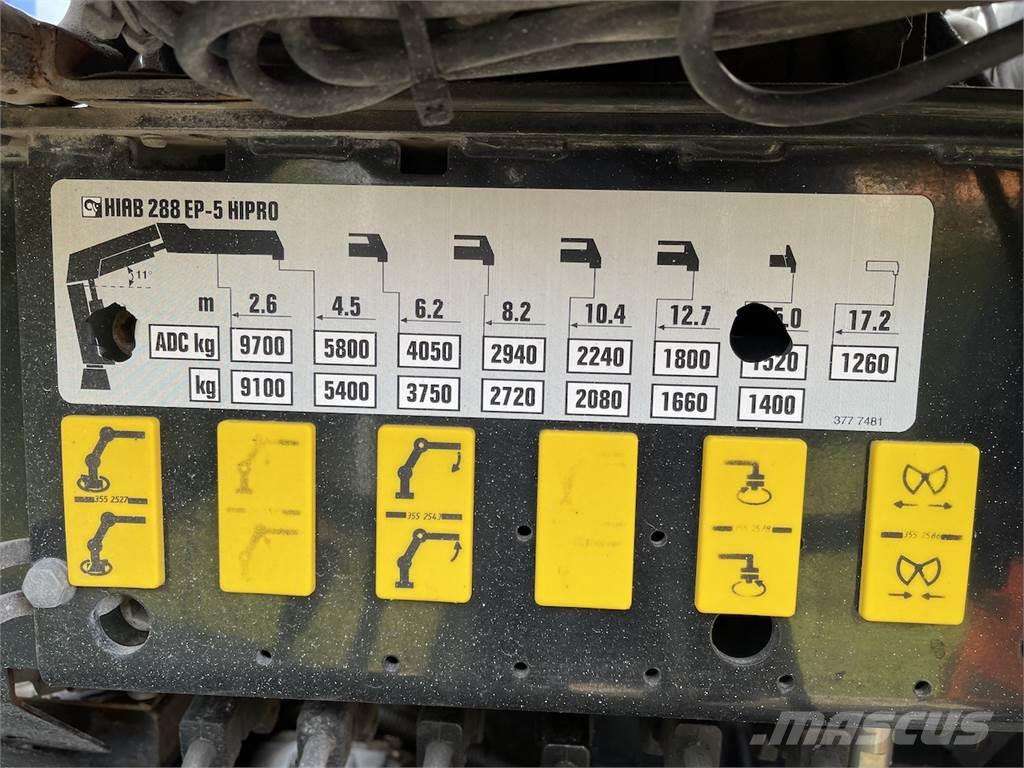 HIAB 288 EP-5 HIPRO
11°
m 2.6 4.5 6.2 8.2 10.4 12.7 17.2
ADC kg 9700 5800 4050 2940 2240 1800 1260
kg 9100 5400 3750 2720 2080 1660 1400
377 7481
355 2527 355 2543
MASCUS